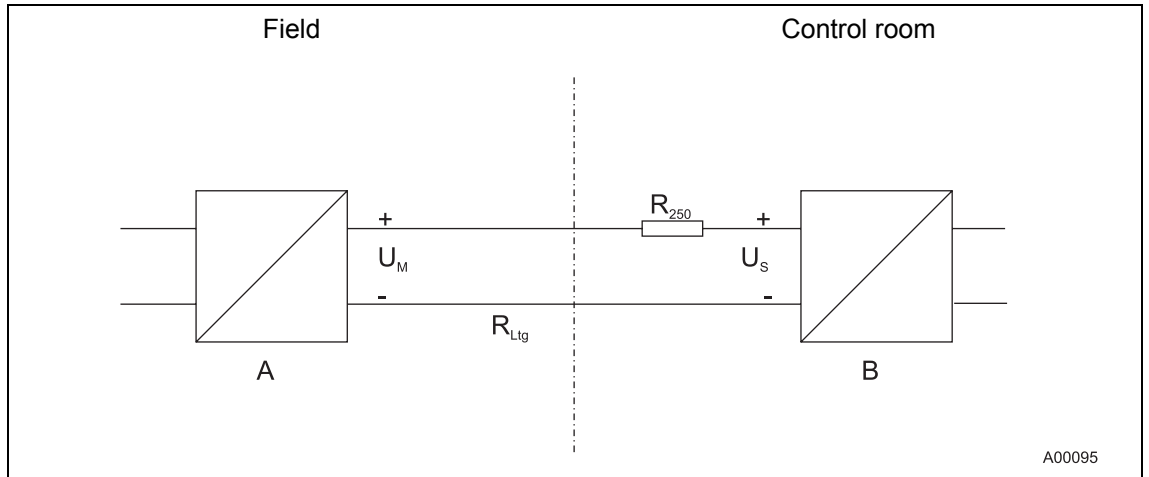 Field
Control room
R250
+
+
UM
US
-
-
RLtg
A
B
A00095